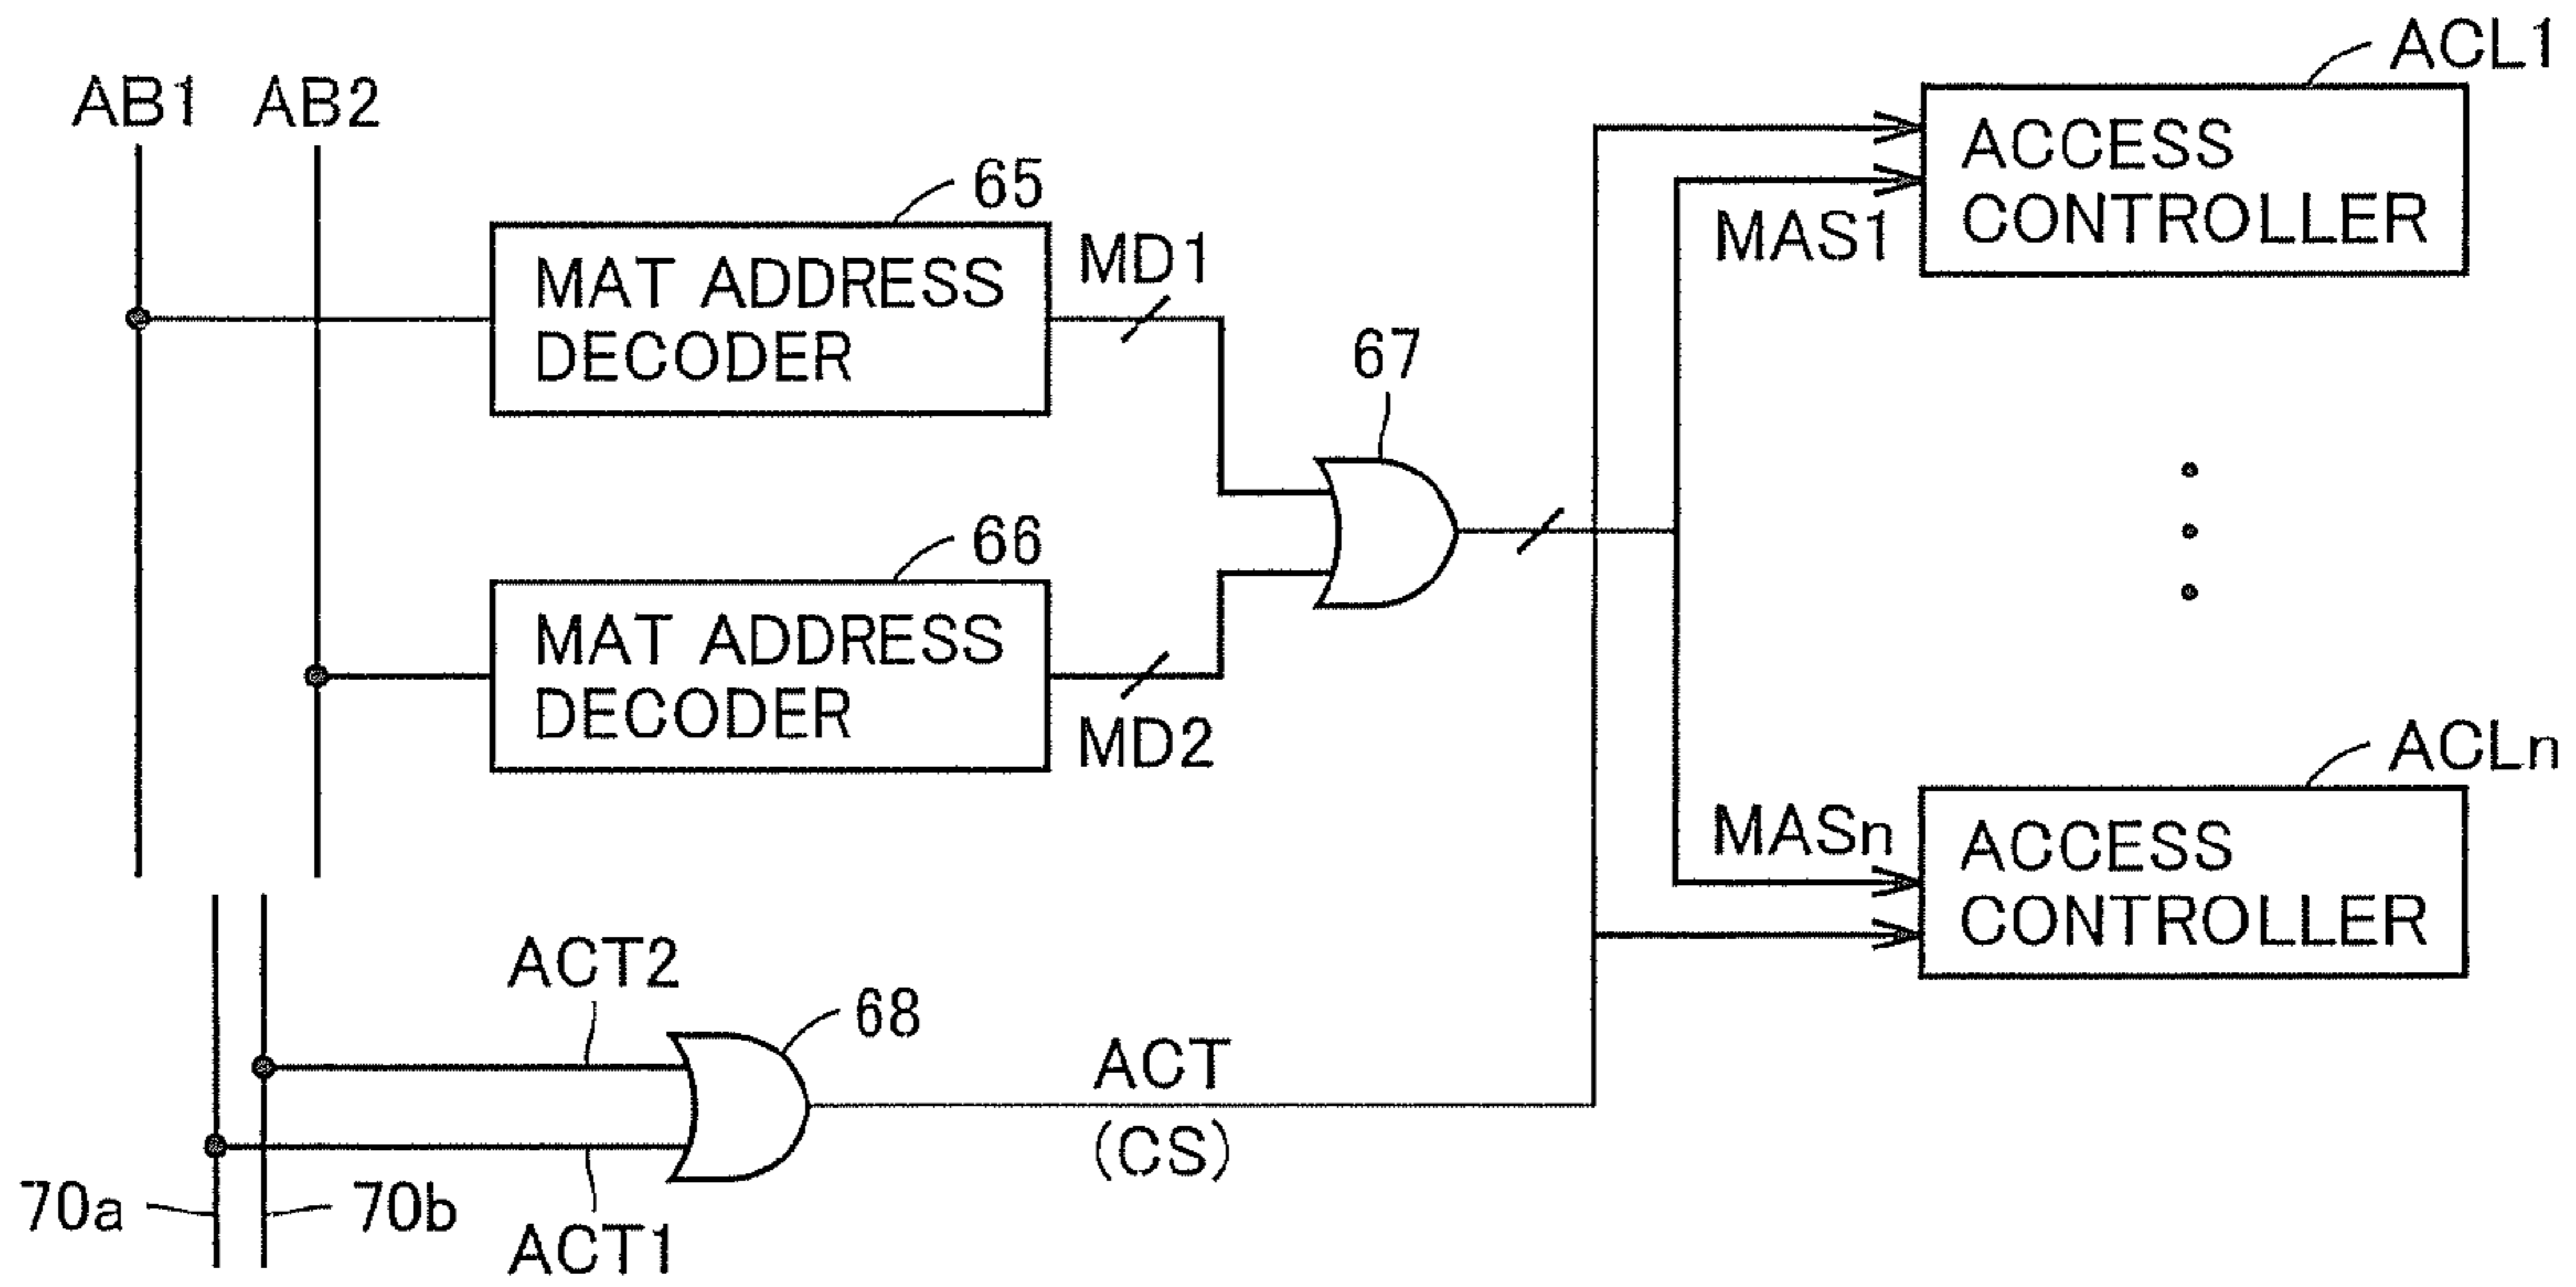 ACL1
AB1 AB2
ACCESS
CONTROLLER
65
MAS1
MD1
MAT ADDRESS
DECODER
67
66
MAT ADDRESS
DECODER
MD2
ACLn
MASn
ACCESS
CONTROLLER
ACT2
68
ACT
(CS)
70a 70b
ACT1